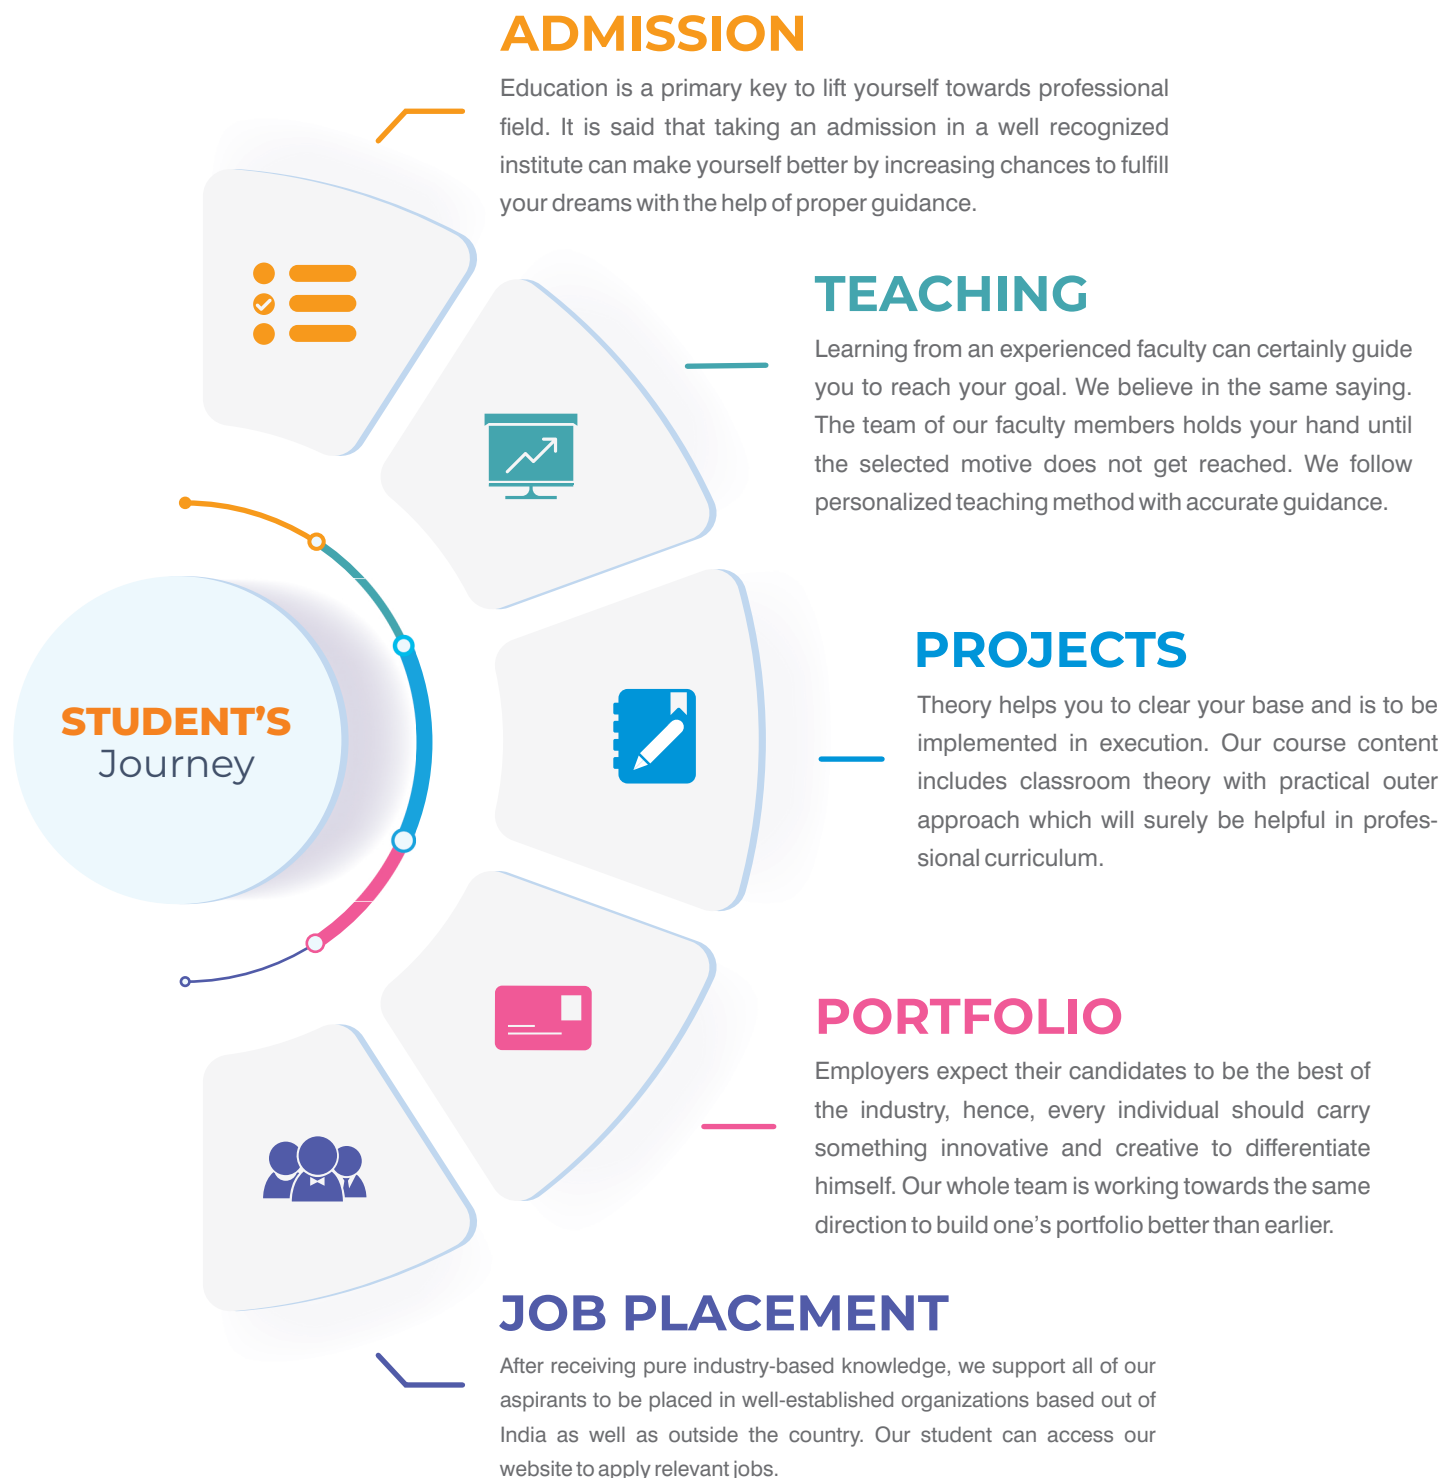 ADMISSION
Education is a primary key to lift yourself towards professional
field. It is said that taking an admission in a well recognized
institute can make yourself better by increasing chances to fulfill
your dreams with the help of proper guidance.
TEACHING
Learning from an experienced faculty can certainly guide
you to reach your goal. We believe in the same saying.
The team of our faculty members holds your hand until
the selected motive does not get reached. We follow
personalized teaching method with accurate guidance.
STUDENT'S
Journey
PROJECTS
Theory helps you to clear your base and is to be
implemented in execution. Our course content
includes classroom theory with practical outer
approach which will surely be helpful in profes-
sional curriculum.
PORTFOLIO
Employers expect their candidates to be the best of
the industry, hence, every individual should carry
something innovative and creative to differentiate
himself. Our whole team is working towards the same
direction to build one's portfolio better than earlier.
JOB PLACEMENT
After receiving pure industry-based knowledge, we support all of our
aspirants to be placed in well-established organizations based out of
India as well as outside the country. Our student can access our
website to apply relevant jobs.